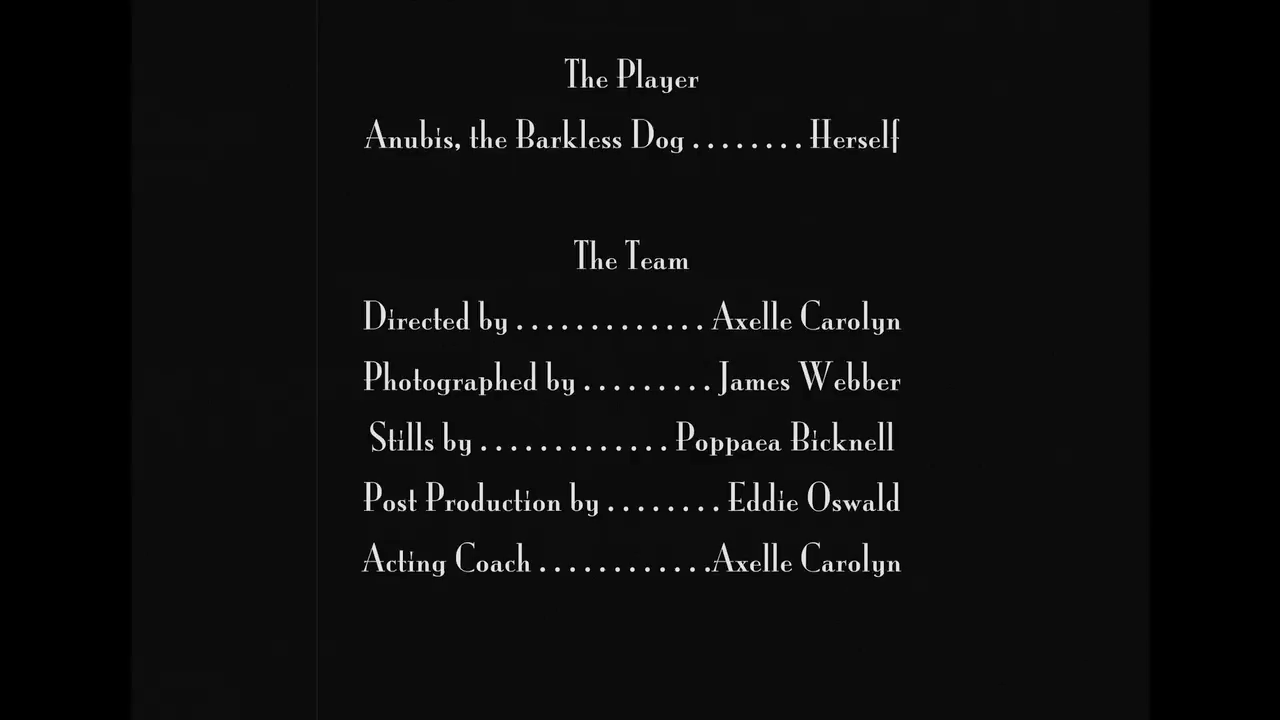 The Player
Anubis, the Barkless Dog ........ Herself
The Team
Directed by ............. Axelle Carolyn
Photographed by ......... James Webber
Stills by ............. Poppaea Bicknell
Post Production by ........ Eddie Oswald
Acting Coach ............Axelle Carolyn